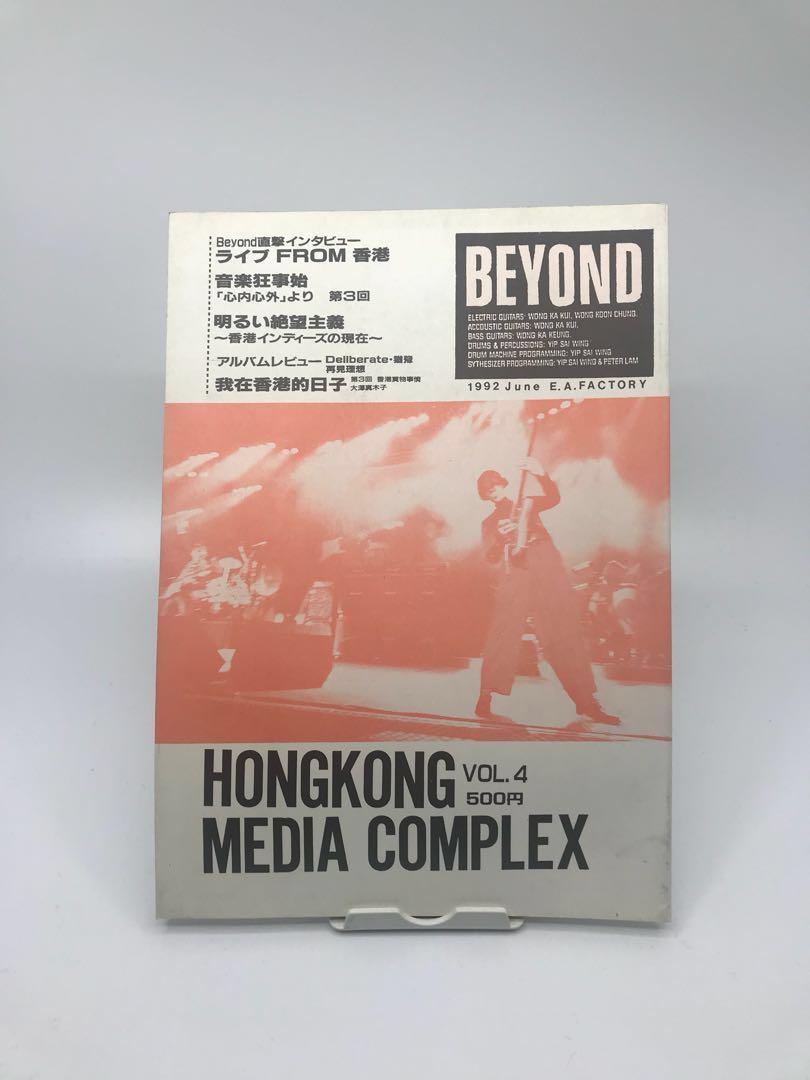 Beyond直撃インタビュー
ライブ FROM 香港
音楽狂事始
「心内心外」より 第3回
明るい絶望主義
〜香港インディーズの現在〜
アルバムレビュー Deliberate・猶豫
再見理想
我在香港的日子 第3回 香港買物事情
大澤真木子
BEYOND
ELECTRIC GUITARS: WONG KA KUI, WONG KOON CHUNG.
ACCOUSTIC GUITARS: WONG KA KUI.
BASS GUITARS: WONG KA KEUNG.
DRUMS & PERCUSSIONS: YIP SAI WING
DRUM MACHINE PROGRAMMING: YIP SAI WING
SYTHESIZER PROGRAMMING: YIP SAI WING & PETER LAM
1992 June E.A.FACTORY
HONGKONG VOL.4
500円
MEDIA COMPLEX